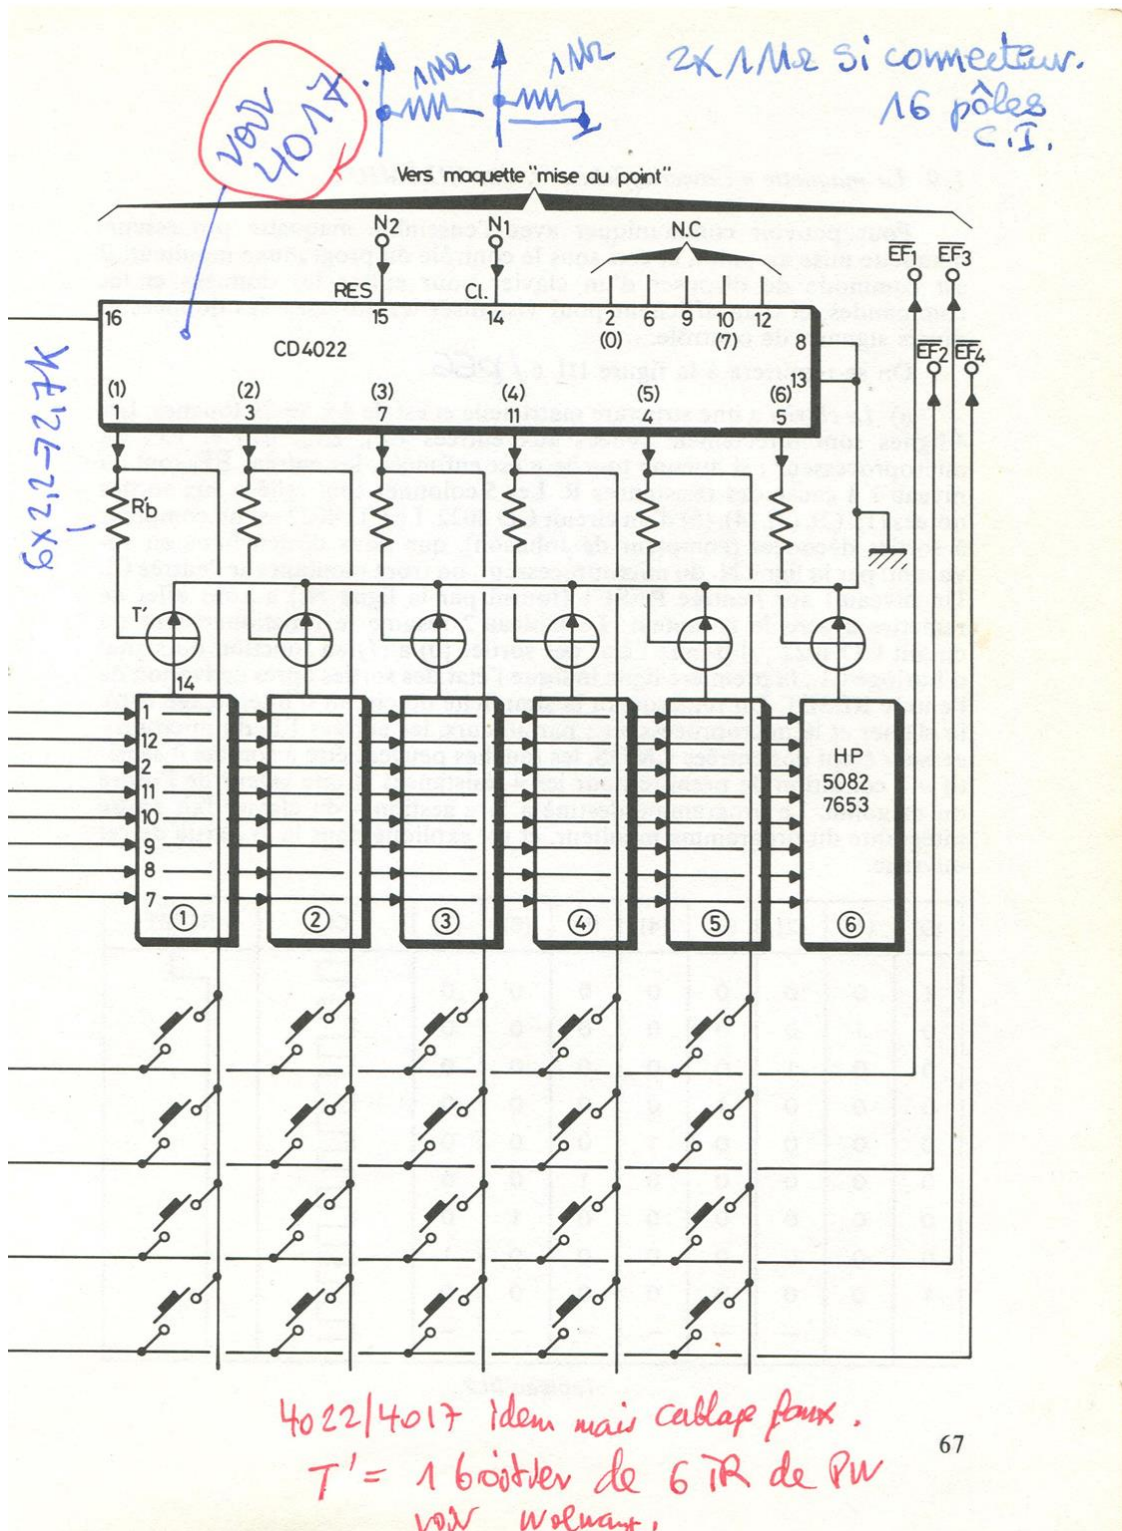 1MΩ 1MΩ 2x 1MΩ Si connecteur.
16 pôles
C.I.
VOIR
4017.
Vers maquette "mise au point"
N2 N1 N.C
EF1 EF3
RES Cl.
EF2 EF4
16 15 14 2 6 9 10 12
(0) (7)
8
CD4022
13
(1) (2) (3) (4) (5) (6)
1 3 7 11 4 5
6x2,2→2,7K
R'b
T'
14
1
12
2
11
10
9
8
7
HP
5082
7653
① ② ③ ④ ⑤ ⑥
4022/4017 idem mais cablage faux.
67
T' = 1 boitier de 6 TR de PW
voir